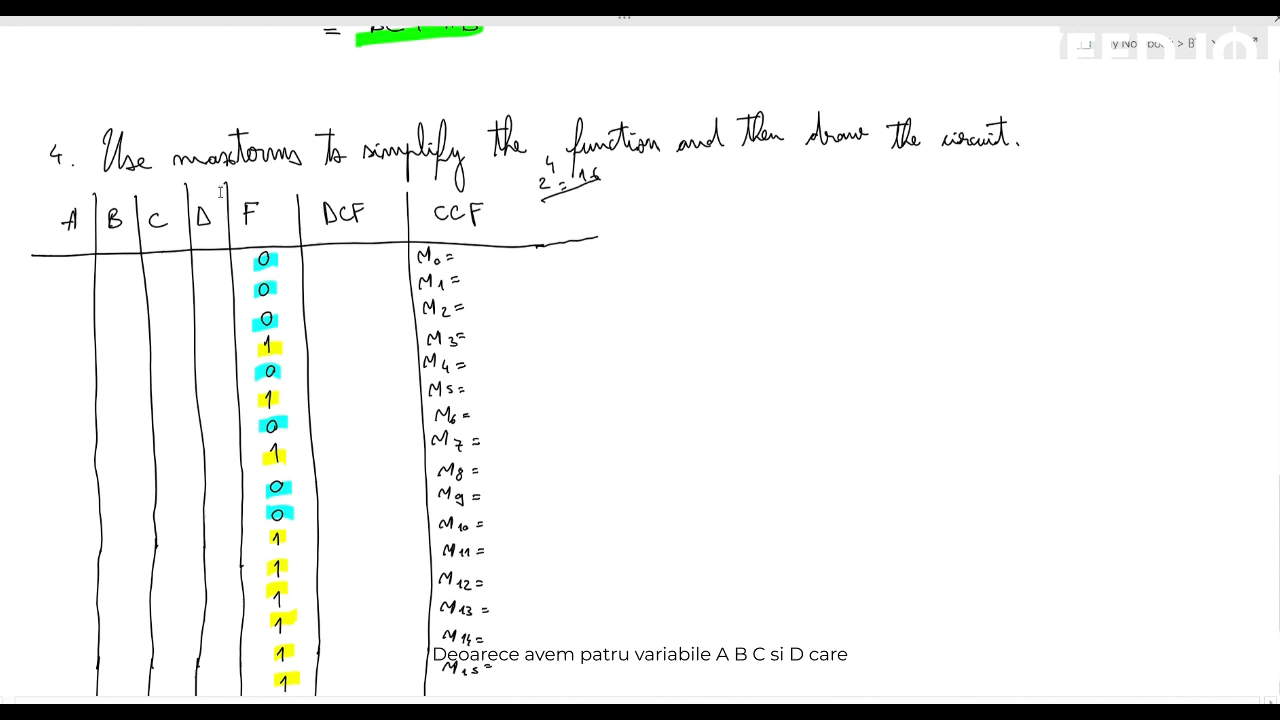 4. Use maxterms to simplify the function and then draw the circuit.
2^4 = 16
A B C D F DCF CCF
0 M0 =
0 M1 =
0 M2 =
1 M3 =
0 M4 =
1 M5 =
0 M6 =
1 M7 =
0 M8 =
0 M9 =
1 M10 =
1 M11 =
1 M12 =
1 M13 =
1 M14 =
1 M15 =
Deoarece avem patru variabile A B C si D care